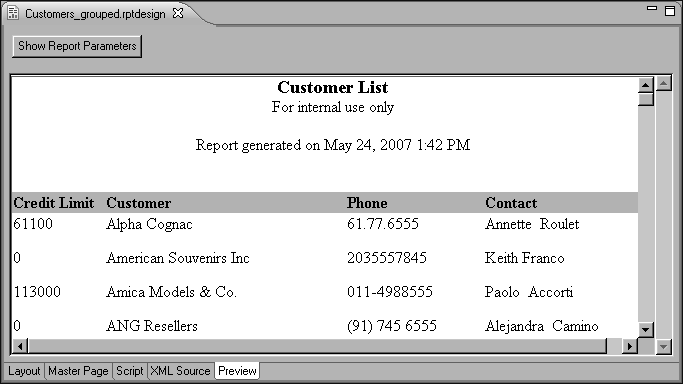 Customers_grouped.rptdesign
Show Report Parameters
Customer List
For internal use only
Report generated on May 24, 2007 1:42 PM
Credit Limit Customer Phone Contact
61100 Alpha Cognac 61.77.6555 Annette Roulet
0 American Souvenirs Inc 2035557845 Keith Franco
113000 Amica Models & Co. 011-4988555 Paolo Accorti
0 ANG Resellers (91) 745 6555 Alejandra Camino
Layout Master Page Script XML Source Preview